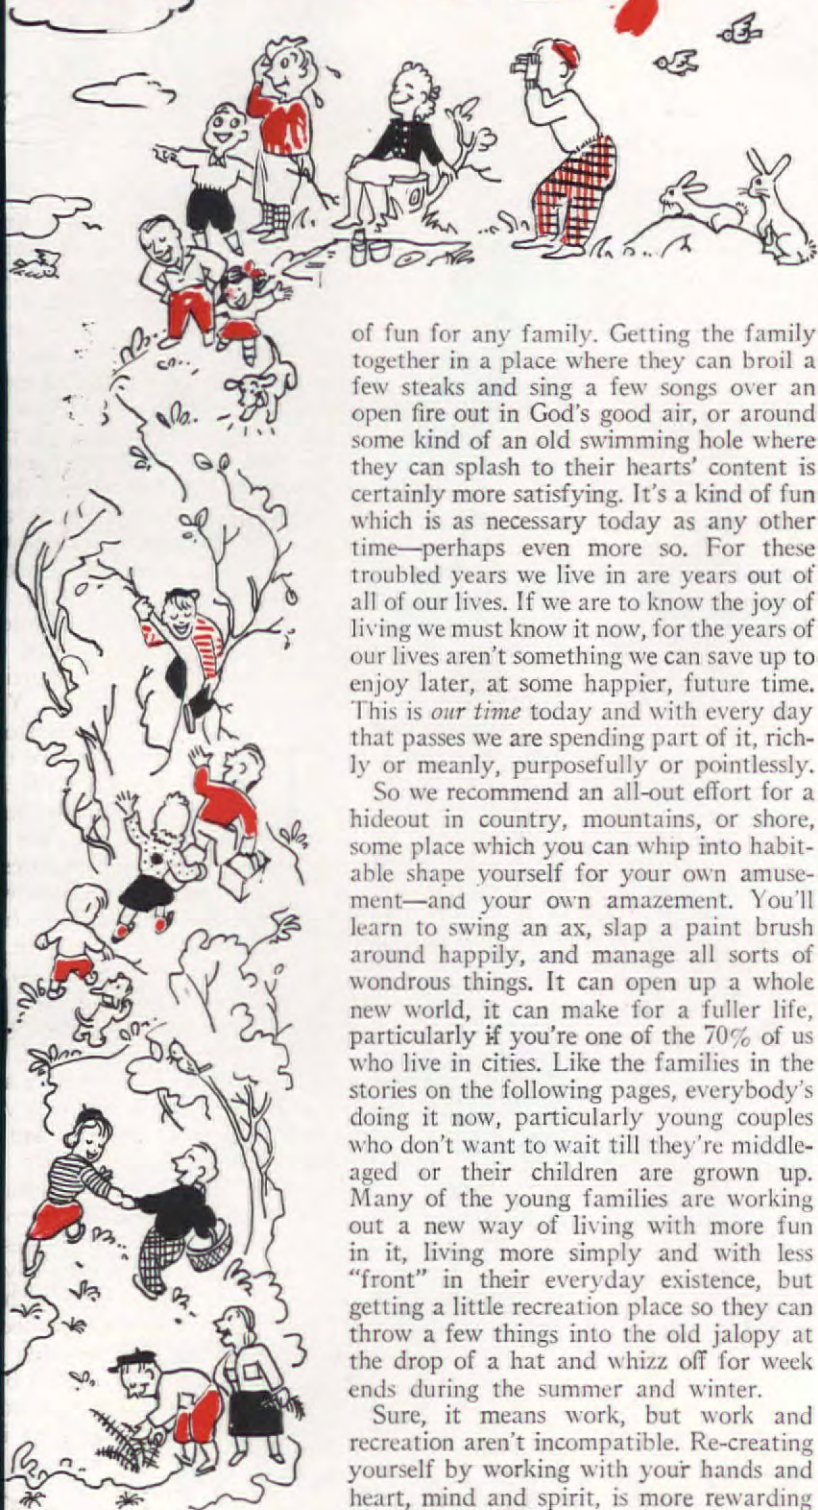 of fun for any family. Getting the family
together in a place where they can broil a
few steaks and sing a few songs over an
open fire out in God's good air, or around
some kind of an old swimming hole where
they can splash to their hearts' content is
certainly more satisfying. It's a kind of fun
which is as necessary today as any other
time—perhaps even more so. For these
troubled years we live in are years out of
all of our lives. If we are to know the joy of
living we must know it now, for the years of
our lives aren't something we can save up to
enjoy later, at some happier, future time.
This is our time today and with every day
that passes we are spending part of it, rich-
ly or meanly, purposefully or pointlessly.
So we recommend an all-out effort for a
hideout in country, mountains, or shore,
some place which you can whip into habit-
able shape yourself for your own amuse-
ment—and your own amazement. You'll
learn to swing an ax, slap a paint brush
around happily, and manage all sorts of
wondrous things. It can open up a whole
new world, it can make for a fuller life,
particularly if you're one of the 70% of us
who live in cities. Like the families in the
stories on the following pages, everybody's
doing it now, particularly young couples
who don't want to wait till they're middle-
aged or their children are grown up.
Many of the young families are working
out a new way of living with more fun
in it, living more simply and with less
"front" in their everyday existence, but
getting a little recreation place so they can
throw a few things into the old jalopy at
the drop of a hat and whizz off for week
ends during the summer and winter.
Sure, it means work, but work and
recreation aren't incompatible. Re-creating
yourself by working with your hands and
heart, mind and spirit, is more rewarding